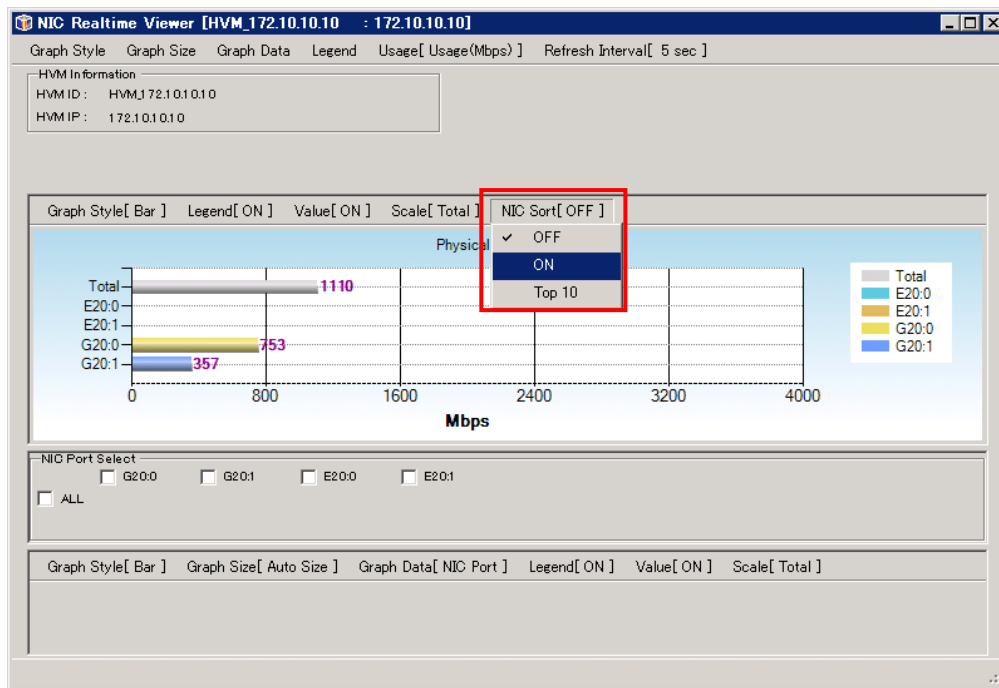 NIC Realtime Viewer [HVM_172.10.10.10 : 172.10.10.10]
Graph Style Graph Size Graph Data Legend Usage[ Usage(Mbps) ] Refresh Interval[ 5 sec ]
HVM Information
HVM ID : HVM_172.10.10.10
HVM IP : 172.10.10.10
Graph Style[ Bar ] Legend[ ON ] Value[ ON ] Scale[ Total ] NIC Sort[ OFF ]
Physical
OFF
ON
Top 10
Total 1110
E20:0
E20:1
G20:0 753
G20:1 357
0 800 1600 2400 3200 4000
Mbps
Total
E20:0
E20:1
G20:0
G20:1
NIC Port Select
G20:0 G20:1 E20:0 E20:1
ALL
Graph Style[ Bar ] Graph Size[ Auto Size ] Graph Data[ NIC Port ] Legend[ ON ] Value[ ON ] Scale[ Total ]